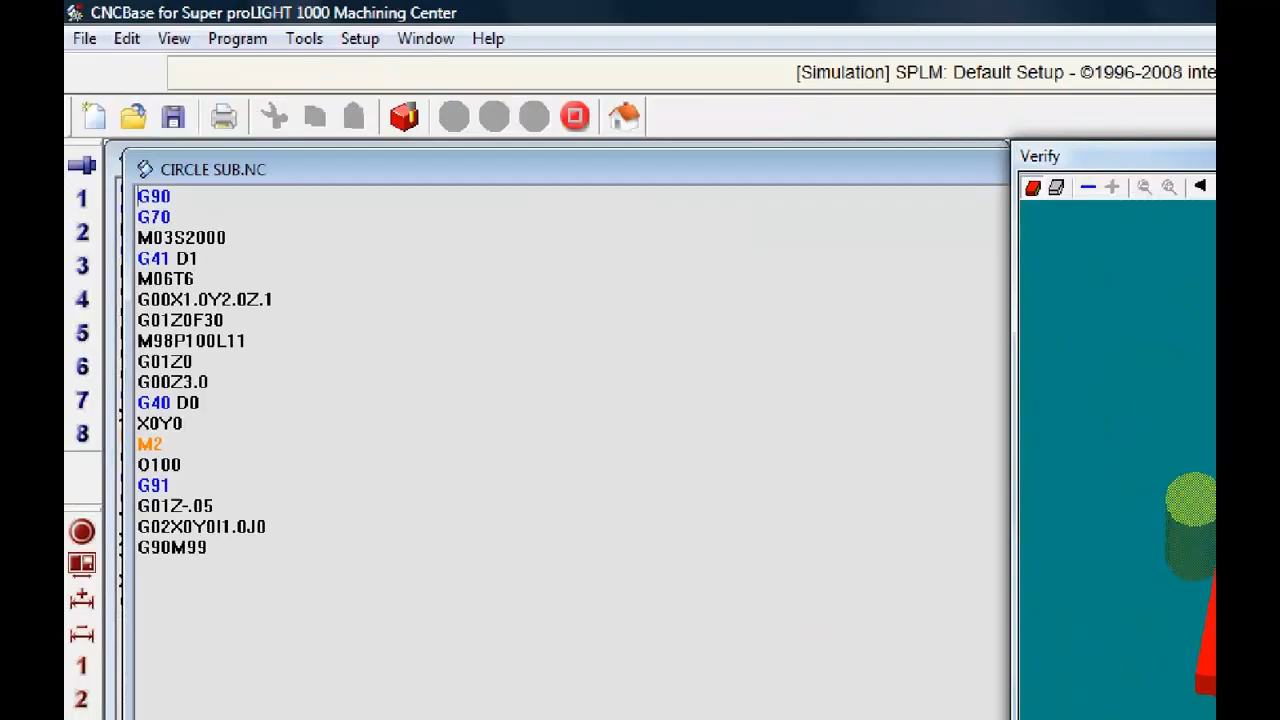 CNCBase for Super proLIGHT 1000 Machining Center
File Edit View Program Tools Setup Window Help
[Simulation] SPLM: Default Setup - ©1996-2008 inte
CIRCLE SUB.NC
Verify
G90
G70
M03S2000
G41 D1
M06T6
G00X1.0Y2.0Z.1
G01Z0F30
M98P100L11
G01Z0
G00Z3.0
G40 D0
X0Y0
M2
O100
G91
G01Z-.05
G02X0Y0I1.0J0
G90M99
1
2
3
4
5
6
7
8
1
2